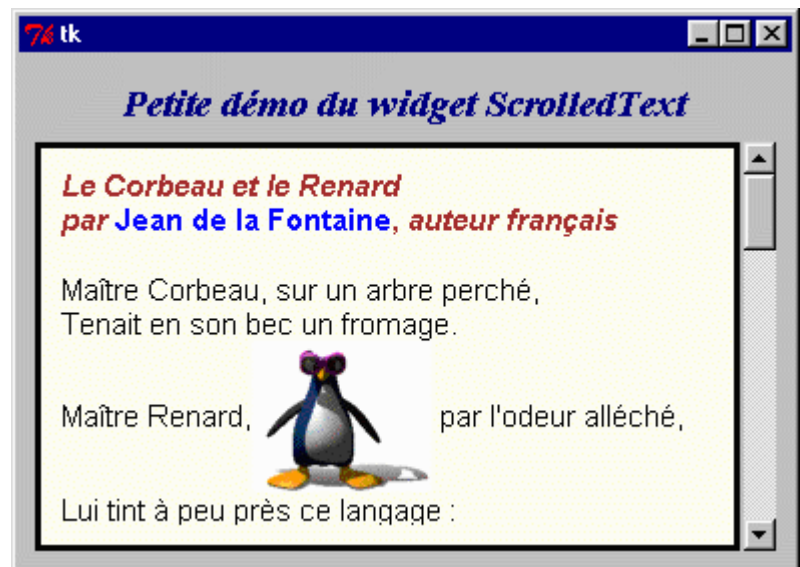 tk
Petite démo du widget ScrolledText
Le Corbeau et le Renard
par Jean de la Fontaine, auteur français
Maître Corbeau, sur un arbre perché,
Tenait en son bec un fromage.
Maître Renard, par l'odeur alléché,
Lui tint à peu près ce langage :